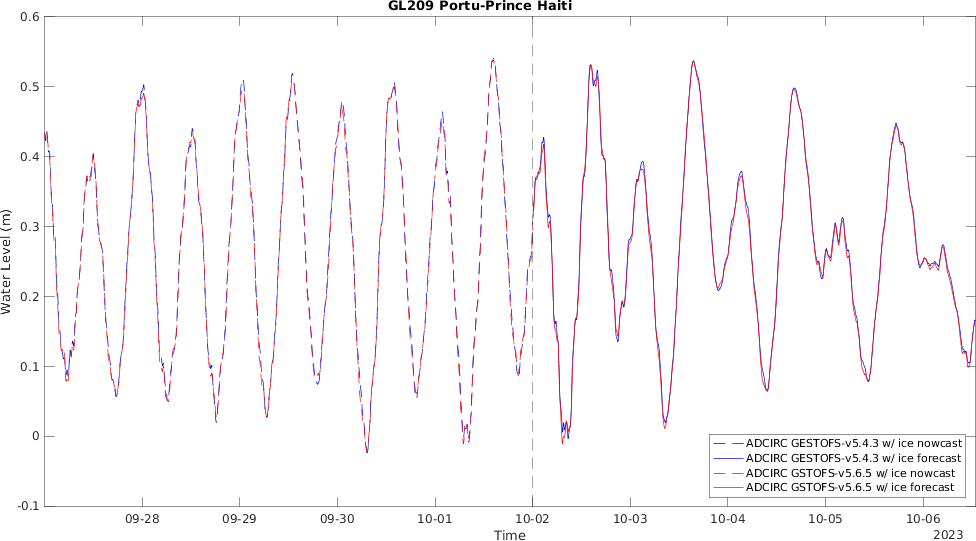 GL209 Portu-Prince Haiti
0.6
0.5
0.4
0.3
0.2
0.1
0
-0.1
Water Level (m)
ADCIRC GESTOFS-v5.4.3 w/ ice nowcast
ADCIRC GESTOFS-v5.4.3 w/ ice forecast
ADCIRC GSTOFS-v5.6.5 w/ ice nowcast
ADCIRC GSTOFS-v5.6.5 w/ ice forecast
09-28 09-29 09-30 10-01 10-02 10-03 10-04 10-05 10-06
Time
2023